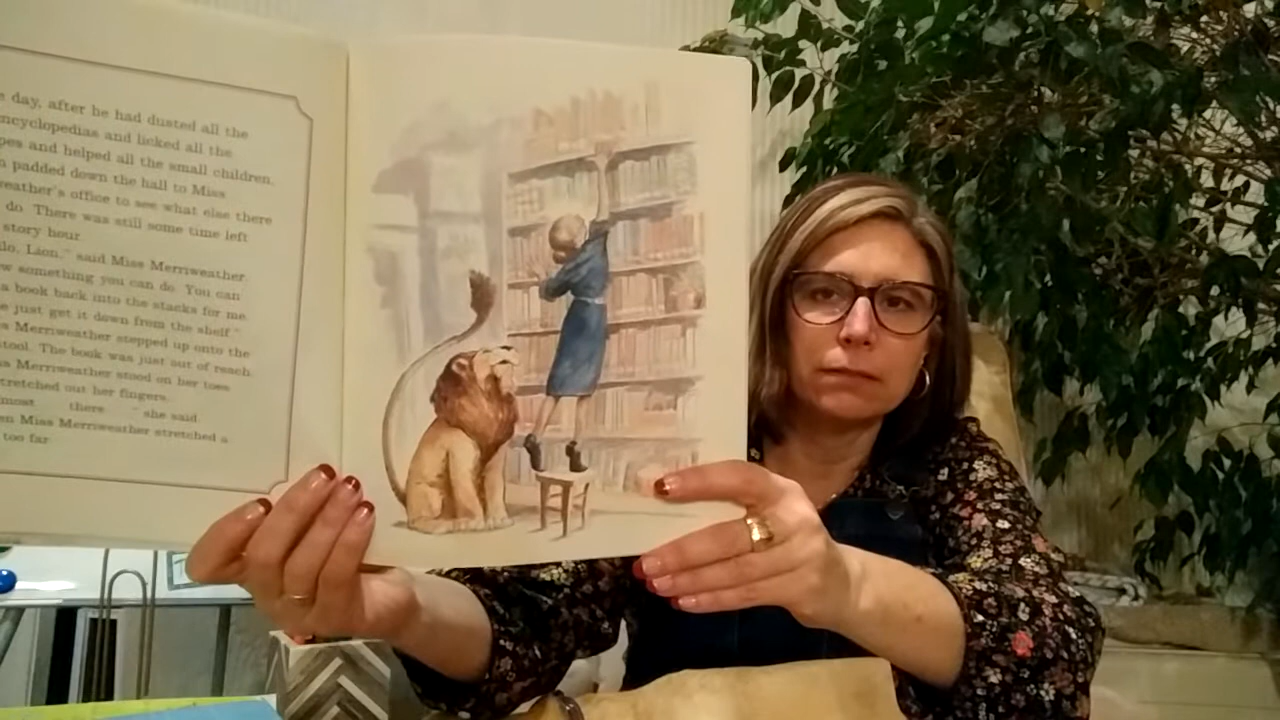 e day, after he had dusted all the
ncyclopedias and licked all the
pes and helped all the small children,
n padded down the hall to Miss
eather's office to see what else there
do. There was still some time left
story hour.
lo, Lion," said Miss Merriweather.
w something you can do. You can
a book back into the stacks for me.
e just get it down from the shelf."
s Merriweather stepped up onto the
tool. The book was just out of reach.
ss Merriweather stood on her toes
tretched out her fingers.
most there " she said.
en Miss Merriweather stretched a
too far